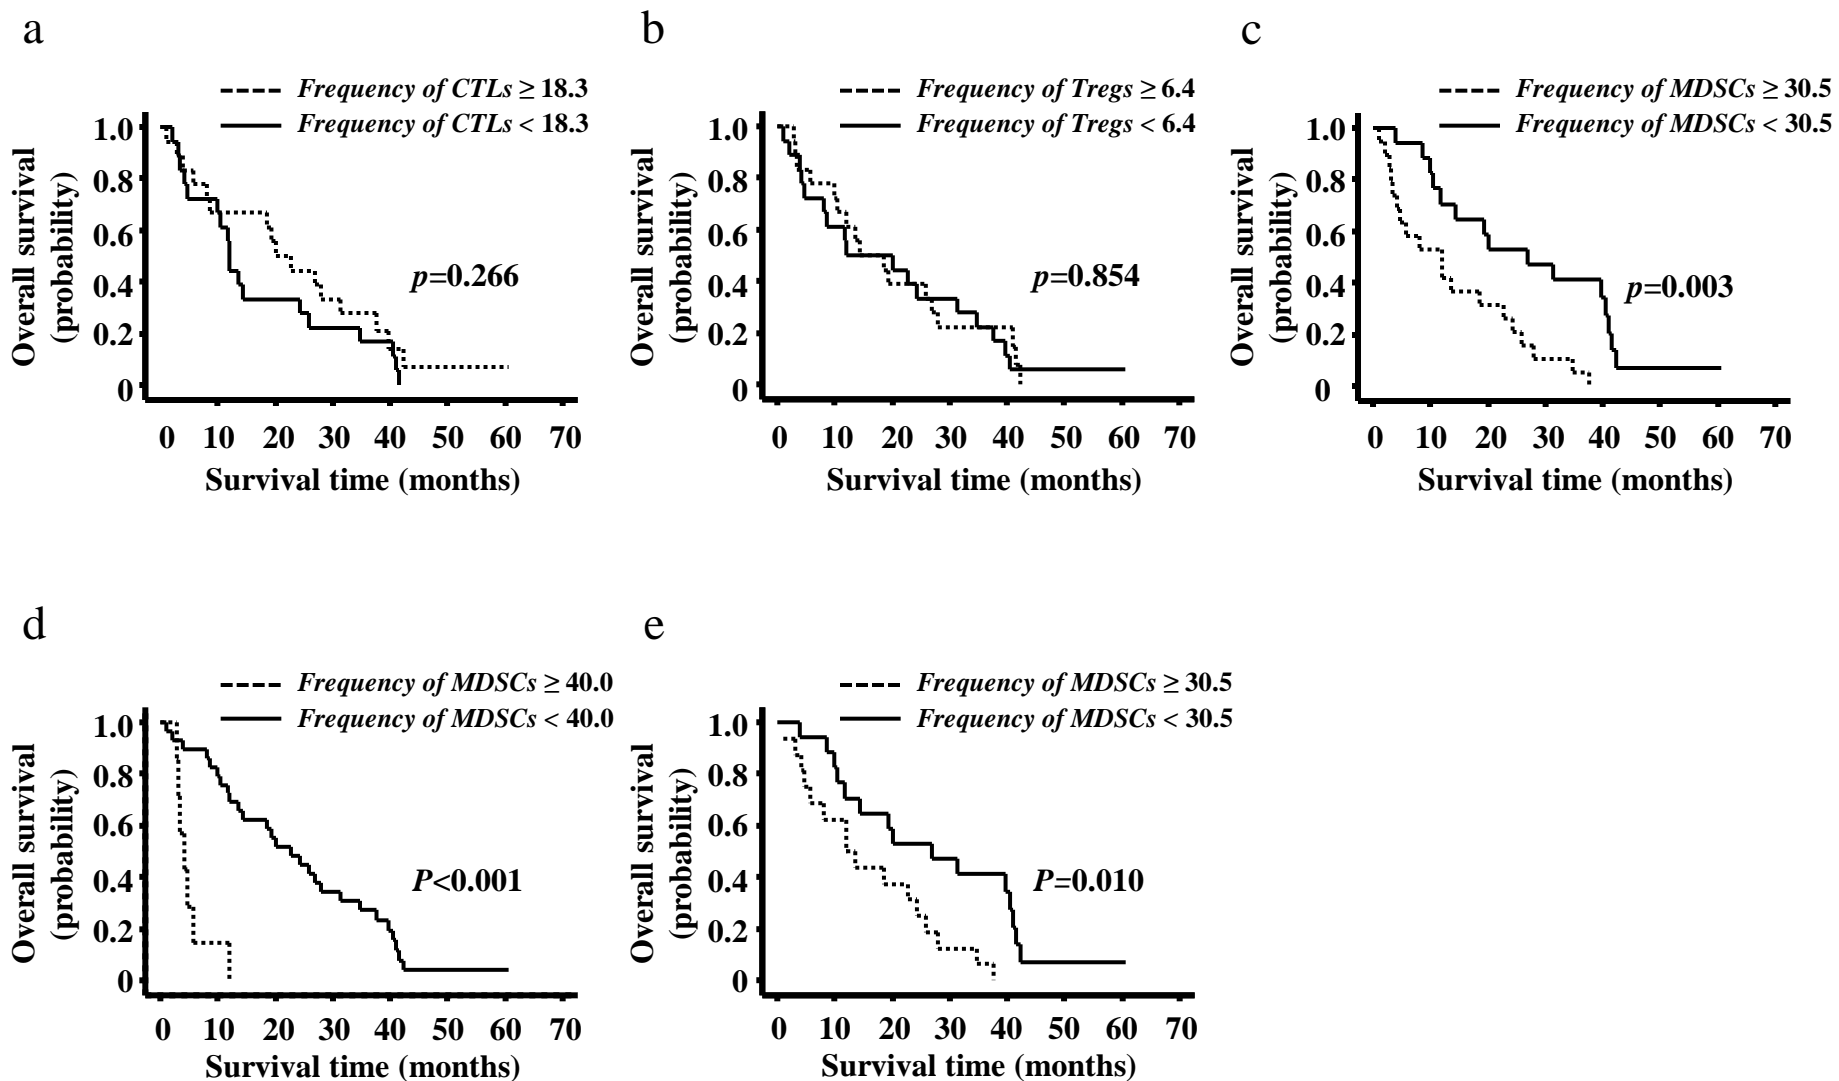 a
Frequency of CTLs ≥ 18.3
Frequency of CTLs < 18.3
1.0
0.8
0.6
0.4
0.2
0
Overall survival
(probability)
p=0.266
0 10 20 30 40 50 60 70
Survival time (months)
b
Frequency of Tregs ≥ 6.4
Frequency of Tregs < 6.4
1.0
0.8
0.6
0.4
0.2
0
Overall survival
(probability)
p=0.854
0 10 20 30 40 50 60 70
Survival time (months)
c
Frequency of MDSCs ≥ 30.5
Frequency of MDSCs < 30.5
1.0
0.8
0.6
0.4
0.2
0
Overall survival
(probability)
p=0.003
0 10 20 30 40 50 60 70
Survival time (months)
d
Frequency of MDSCs ≥ 40.0
Frequency of MDSCs < 40.0
1.0
0.8
0.6
0.4
0.2
0
Overall survival
(probability)
P<0.001
0 10 20 30 40 50 60 70
Survival time (months)
e
Frequency of MDSCs ≥ 30.5
Frequency of MDSCs < 30.5
1.0
0.8
0.6
0.4
0.2
0
Overall survival
(probability)
P=0.010
0 10 20 30 40 50 60 70
Survival time (months)